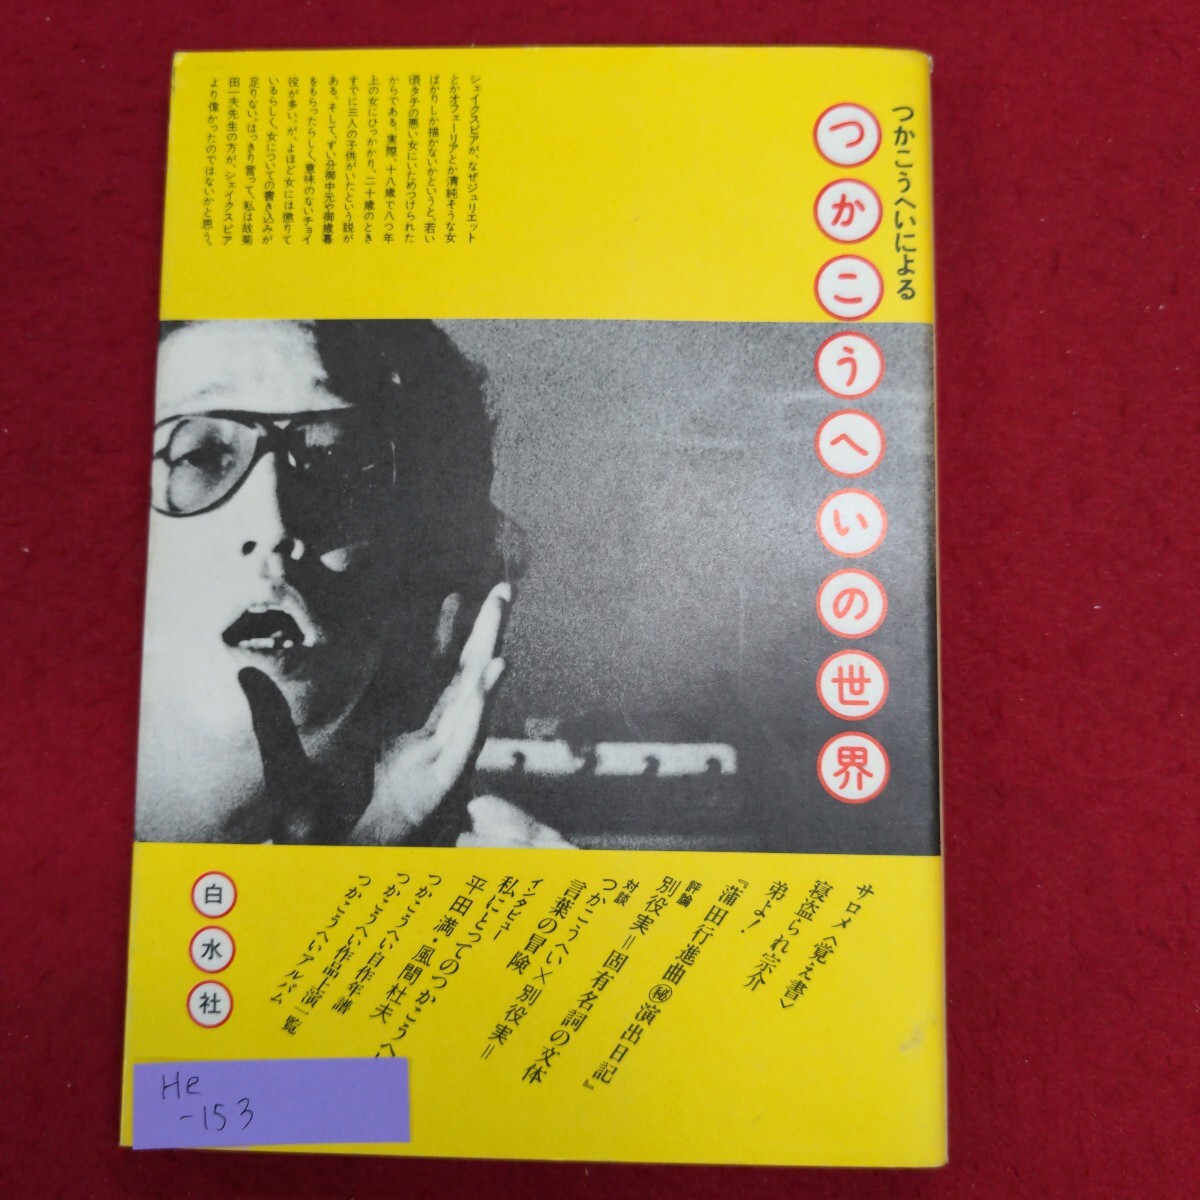 つかこうへいによる
つかこうへいの世界
シェイクスピアが、なぜジュリエット
とかオフェーリアとか清純そうな女
ばかりしか描かないかというと、若い
頃タチの悪い女にいためつけられた
からである。実際、十八歳で八つ年
上の女にひっかかり、二十歳のとき
すでに三人の子供がいたという説が
ある。そして、ずい分御中元や御歳暮
をもらったらしく、意味のないチョイ
役が多い。が、よほど女には懲りて
いるらしく、女についての書き込みが
足りない。はっきり言って、私は故菊
田一夫先生の方が、シェイクスピア
より偉かったのではないかと思う。
サロメ〈覚え書〉
寝盗られ宗介
弟よ!
『蒲田行進曲㊙演出日記』
評論
別役実＝固有名詞の文体
対談
つかこうへい×別役実＝
言葉の冒険
インタビュー
私にとってのつかこうへい
平田満・風間杜夫
つかこうへい自作年譜
つかこうへい作品上演一覧
つかこうへいアルバム
白水社
He
-153